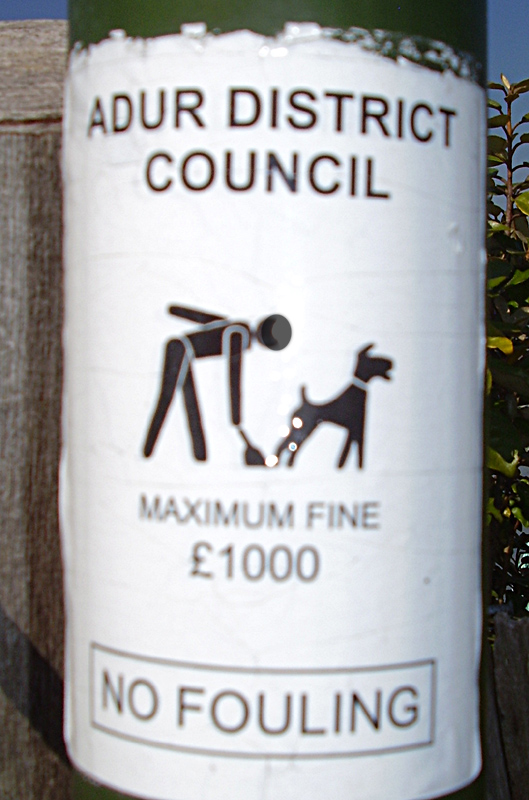 ADUR DISTRICT
COUNCIL
MAXIMUM FINE
£1000
NO FOULING